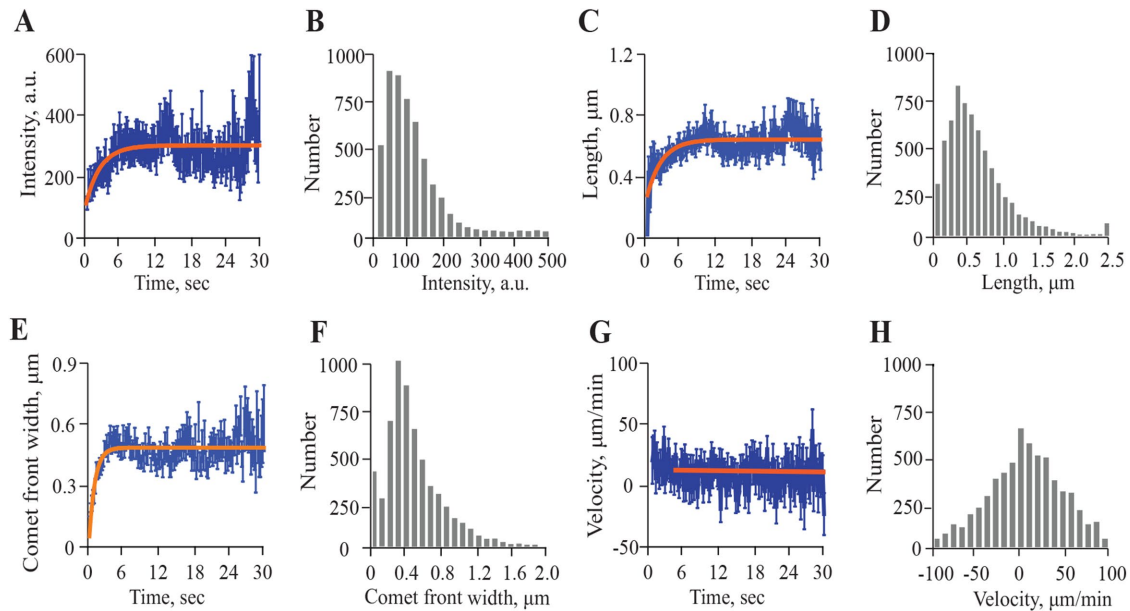 A
Intensity, a.u.
600
400
200
0
0 6 12 18 24 30
Time, sec
B
Number
1000
750
500
250
0
0 100 200 300 400 500
Intensity, a.u.
C
Length, μm
1.2
0.8
0.4
0
0 6 12 18 24 30
Time, sec
D
Number
1000
750
500
250
0
0 0.5 1.0 1.5 2.0 2.5
Length, μm
E
Comet front width, μm
0.9
0.6
0.3
0
0 6 12 18 24 30
Time, sec
F
Number
1000
750
500
250
0
0 0.4 0.8 1.2 1.6 2.0
Comet front width, μm
G
Velocity, μm/min
100
50
0
-50
0 6 12 18 24 30
Time, sec
H
Number
1000
750
500
250
0
-100 -50 0 50 100
Velocity, μm/min